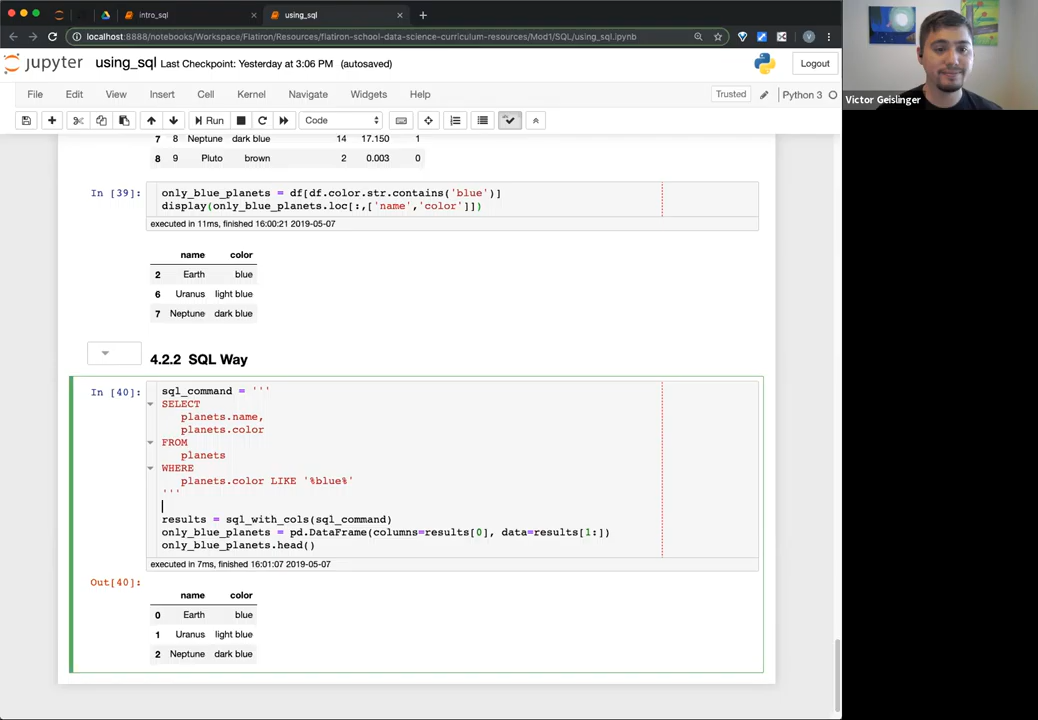 intro_sql
using_sql
localhost:8888/notebooks/Workspace/Flatiron/Resources/flatiron-school-data-science-curriculum-resources/Mod1/SQL/using_sql.ipynb
V
jupyter using_sql Last Checkpoint: Yesterday at 3:06 PM (autosaved)
Logout
Victor Geislinger
File Edit View Insert Cell Kernel Navigate Widgets Help
Trusted
Python 3
Run
Code
7 8 Neptune dark blue 14 17.150 1
8 9 Pluto brown 2 0.003 0
In [39]:
only_blue_planets = df[df.color.str.contains('blue')]
display(only_blue_planets.loc[:,['name','color']])
executed in 11ms, finished 16:00:21 2019-05-07
name color
2 Earth blue
6 Uranus light blue
7 Neptune dark blue
4.2.2 SQL Way
In [40]:
sql_command = '''
SELECT
planets.name,
planets.color
FROM
planets
WHERE
planets.color LIKE '%blue%'
'''
results = sql_with_cols(sql_command)
only_blue_planets = pd.DataFrame(columns=results[0], data=results[1:])
only_blue_planets.head()
executed in 7ms, finished 16:01:07 2019-05-07
Out[40]:
name color
0 Earth blue
1 Uranus light blue
2 Neptune dark blue